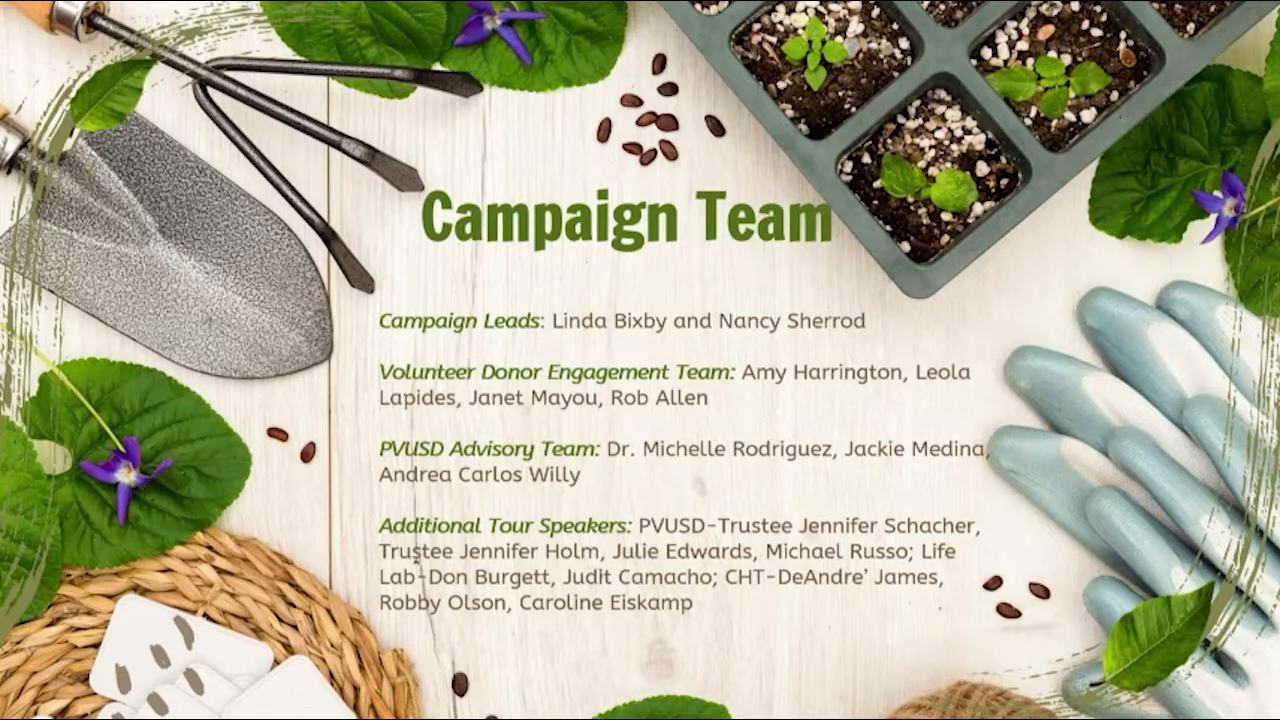 Campaign Team
Campaign Leads: Linda Bixby and Nancy Sherrod
Volunteer Donor Engagement Team: Amy Harrington, Leola
Lapides, Janet Mayou, Rob Allen
PVUSD Advisory Team: Dr. Michelle Rodriguez, Jackie Medina,
Andrea Carlos Willy
Additional Tour Speakers: PVUSD-Trustee Jennifer Schacher,
Trustee Jennifer Holm, Julie Edwards, Michael Russo; Life
Lab-Don Burgett, Judit Camacho; CHT-DeAndre' James,
Robby Olson, Caroline Eiskamp